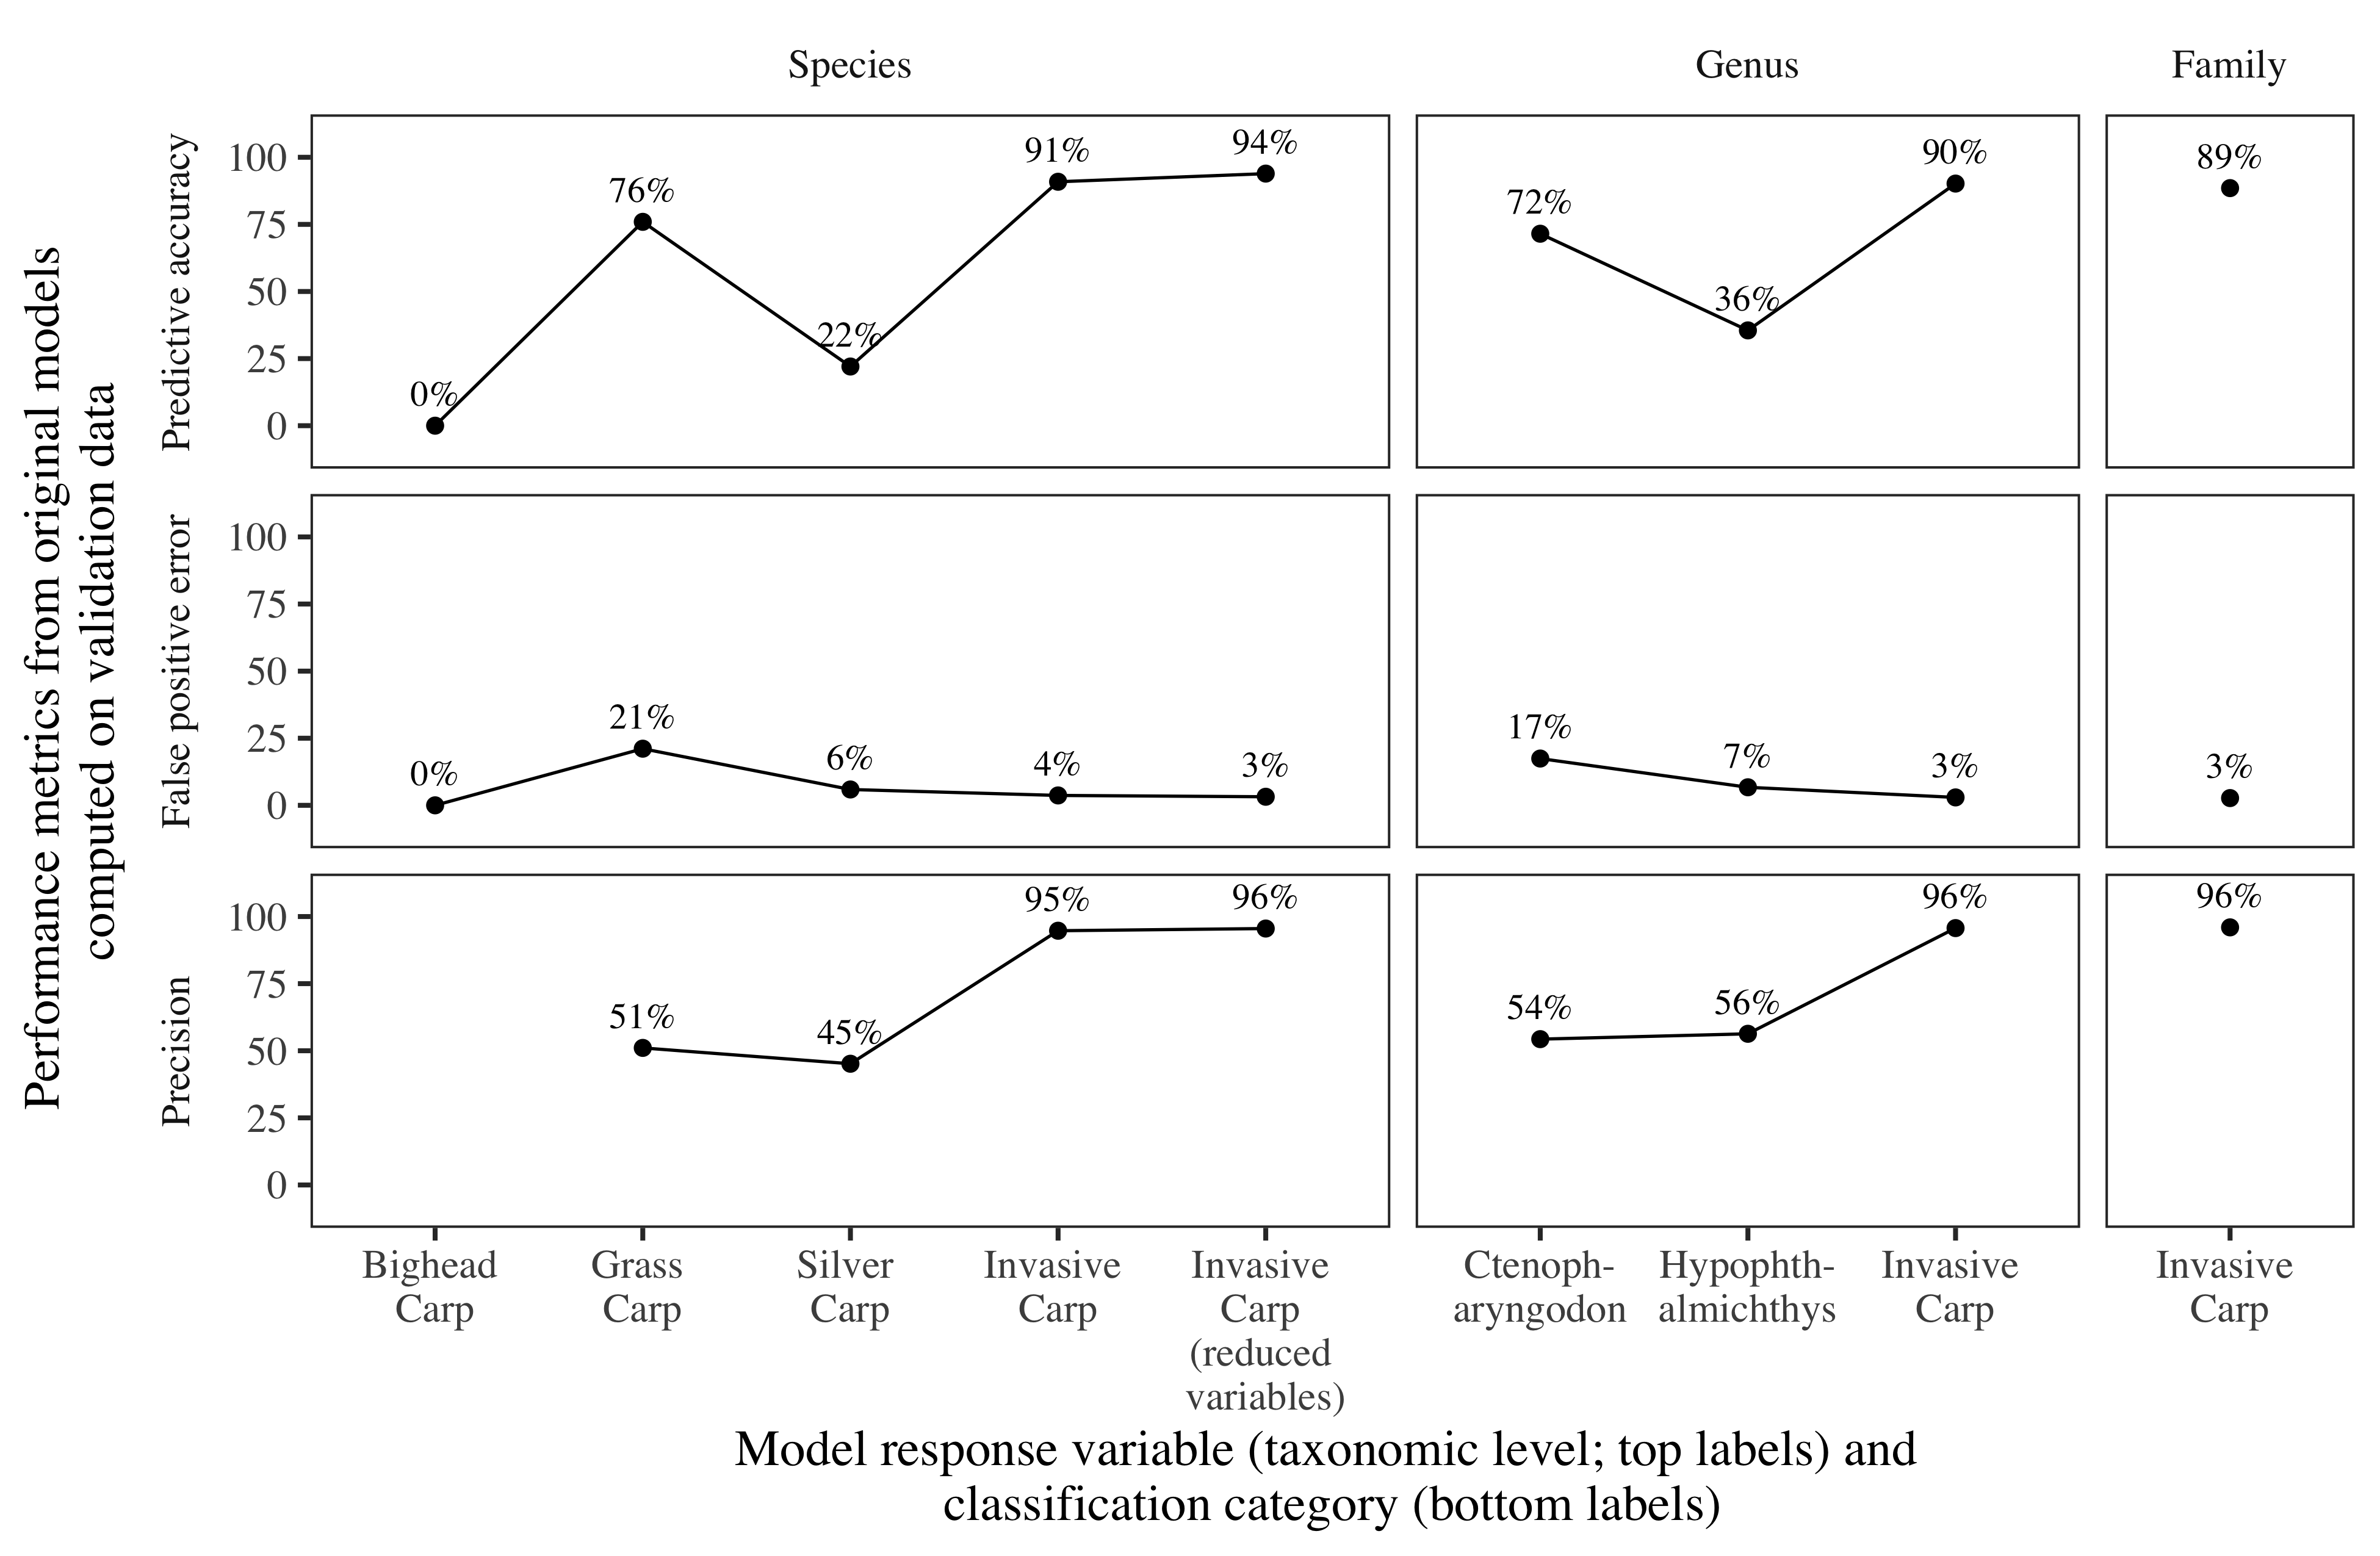 Species
Genus
Family
Performance metrics from original models
computed on validation data
Predictive accuracy
100
75
50
25
0
0%
76%
22%
91%
94%
72%
36%
90%
89%
False positive error
100
75
50
25
0
0%
21%
6%
4%
3%
17%
7%
3%
3%
Precision
100
75
50
25
0
51%
45%
95%
96%
54%
56%
96%
96%
Bighead
Carp
Grass
Carp
Silver
Carp
Invasive
Carp
Invasive
Carp
(reduced
variables)
Ctenoph-
aryngodon
Hypophth-
almichthys
Invasive
Carp
Invasive
Carp
Model response variable (taxonomic level; top labels) and
classification category (bottom labels)